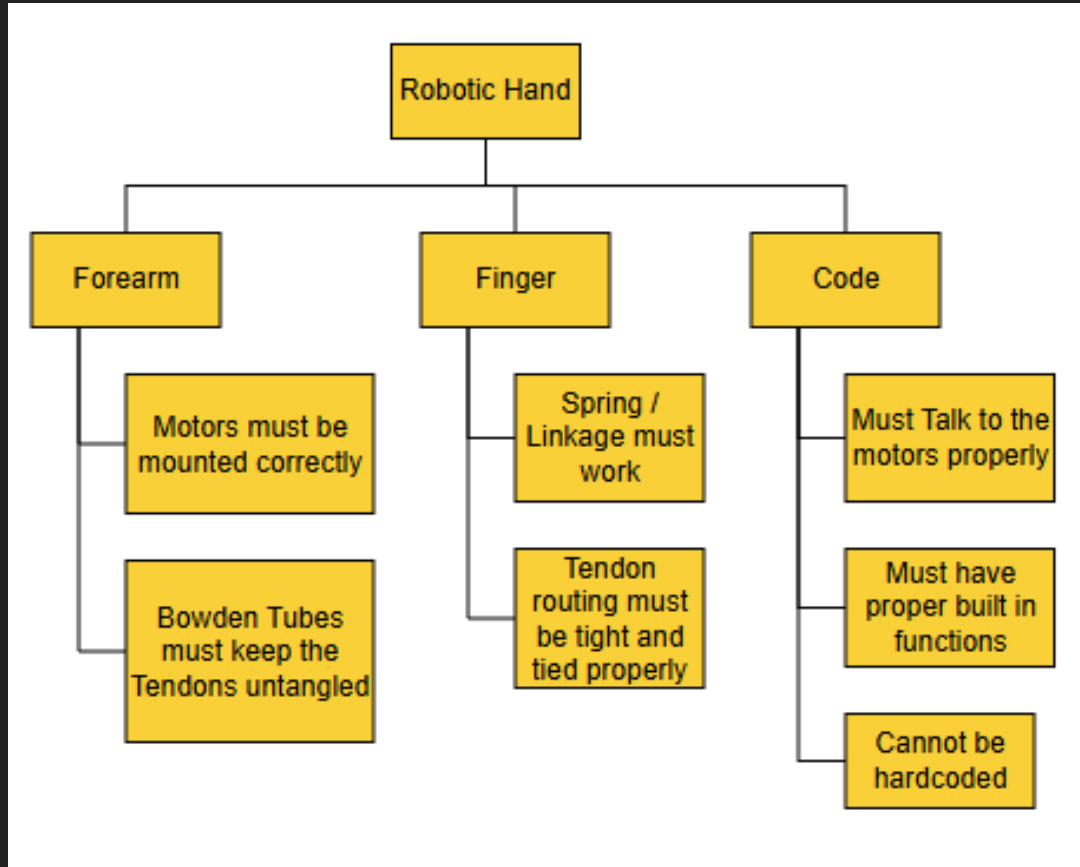 Robotic Hand
Forearm
Finger
Code
Motors must be
mounted correctly
Bowden Tubes
must keep the
Tendons untangled
Spring /
Linkage must
work
Tendon
routing must
be tight and
tied properly
Must Talk to the
motors properly
Must have
proper built in
functions
Cannot be
hardcoded